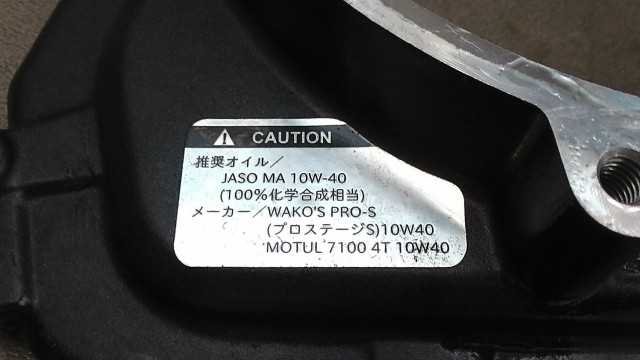 CAUTION
推奨オイル/
JASO MA 10W-40
(100%化学合成相当)
メーカー/WAKO'S PRO-S
(プロステージS)10W40
MOTUL 7100 4T 10W40